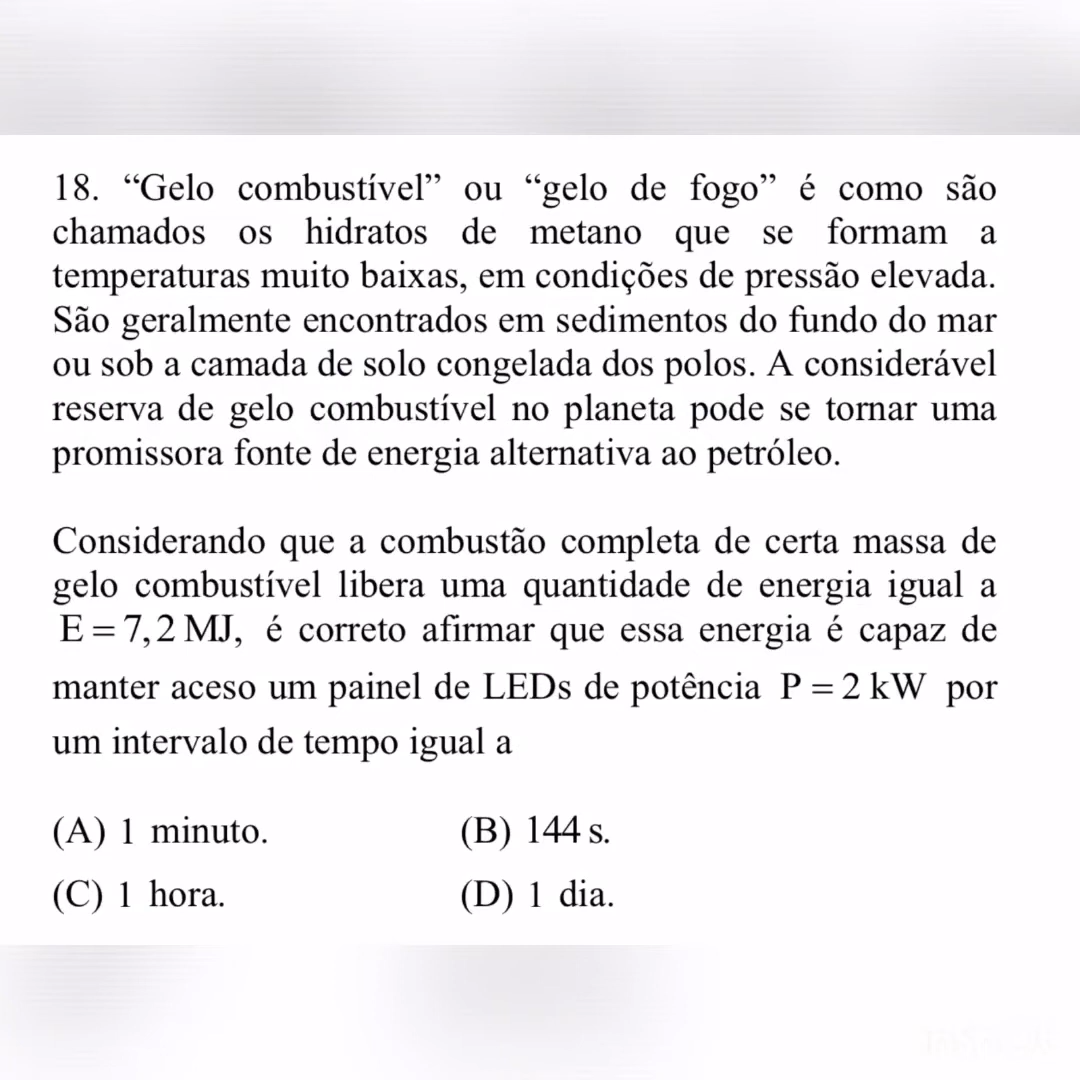 18. “Gelo combustível” ou “gelo de fogo” é como são
chamados os hidratos de metano que se formam a
temperaturas muito baixas, em condições de pressão elevada.
São geralmente encontrados em sedimentos do fundo do mar
ou sob a camada de solo congelada dos polos. A considerável
reserva de gelo combustível no planeta pode se tornar uma
promissora fonte de energia alternativa ao petróleo.
Considerando que a combustão completa de certa massa de
gelo combustível libera uma quantidade de energia igual a
E = 7,2 MJ, é correto afirmar que essa energia é capaz de
manter aceso um painel de LEDs de potência P = 2 kW por
um intervalo de tempo igual a
(A) 1 minuto. (B) 144 s.
(C) 1 hora. (D) 1 dia.